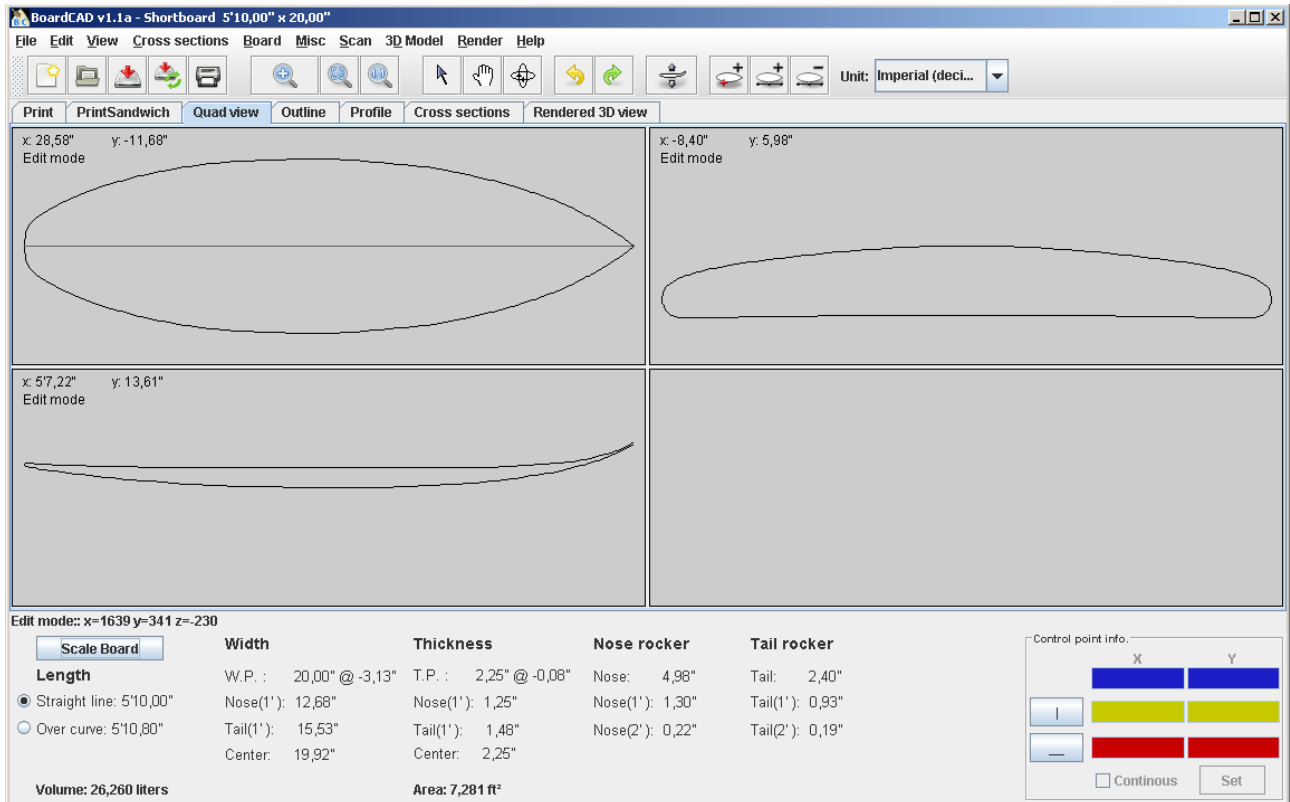 BoardCAD v1.1a - Shortboard  5'10,00" x 20,00"
File Edit View Cross sections Board Misc Scan 3D Model Render Help
Unit: Imperial (deci...
Print PrintSandwich Quad view Outline Profile Cross sections Rendered 3D view
x: 28,58" y: -11,68"
Edit mode
x: -8,40" y: 5,98"
Edit mode
x: 5'7,22" y: 13,61"
Edit mode
Edit mode:: x=1639 y=341 z=-230
Scale Board
Length
Straight line: 5'10,00"
Over curve: 5'10,80"
Volume: 26,260 liters
Width
W.P. : 20,00" @ -3,13"
Nose(1'): 12,68"
Tail(1'): 15,53"
Center: 19,92"
Thickness
T.P. : 2,25" @ -0,08"
Nose(1'): 1,25"
Tail(1'): 1,48"
Center: 2,25"
Area: 7,281 ft²
Nose rocker
Nose: 4,98"
Nose(1'): 1,30"
Nose(2'): 0,22"
Tail rocker
Tail: 2,40"
Tail(1'): 0,93"
Tail(2'): 0,19"
Control point info.
X Y
Continous Set